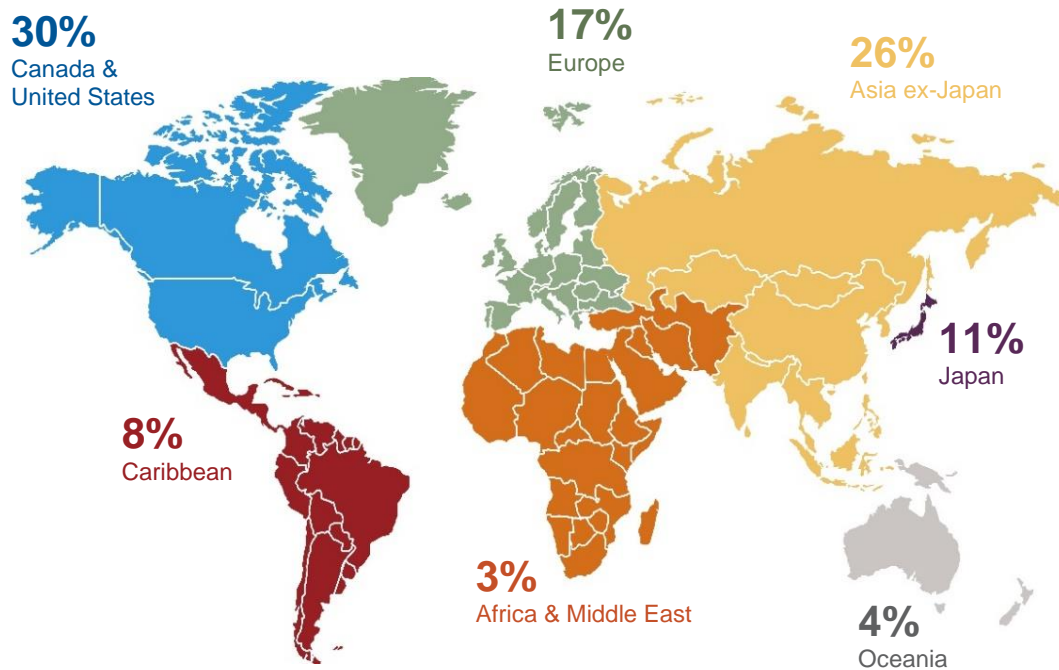 30%
Canada &
United States
17%
Europe
26%
Asia ex-Japan
11%
Japan
8%
Caribbean
3%
Africa & Middle East
4%
Oceania